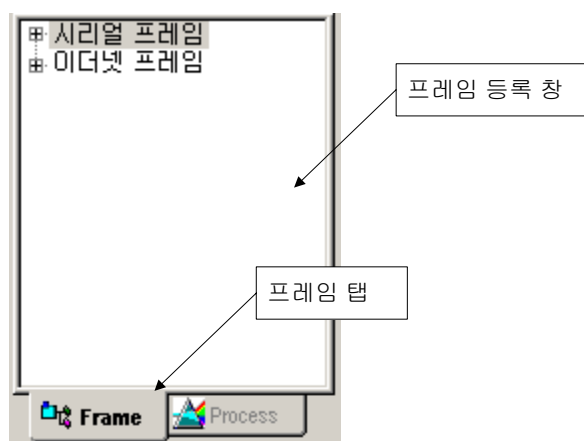 시리얼 프레임
이더넷 프레임
프레임 등록 창
프레임 탭
Frame
Process